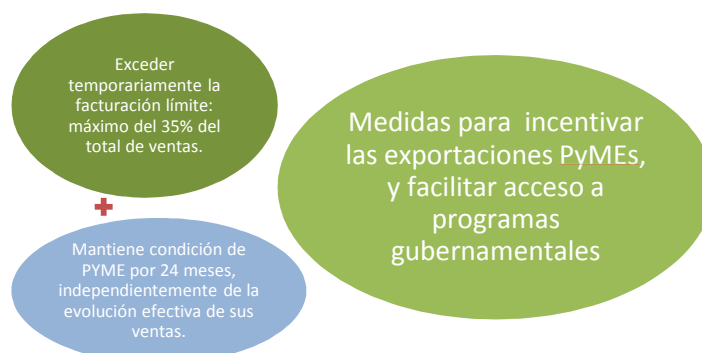 Exceder
temporariamente la
facturación límite:
máximo del 35% del
total de ventas.
Mantiene condición de
PYME por 24 meses,
independientemente de la
evolución efectiva de sus
ventas.
Medidas para incentivar
las exportaciones PyMEs,
y facilitar acceso a
programas
gubernamentales